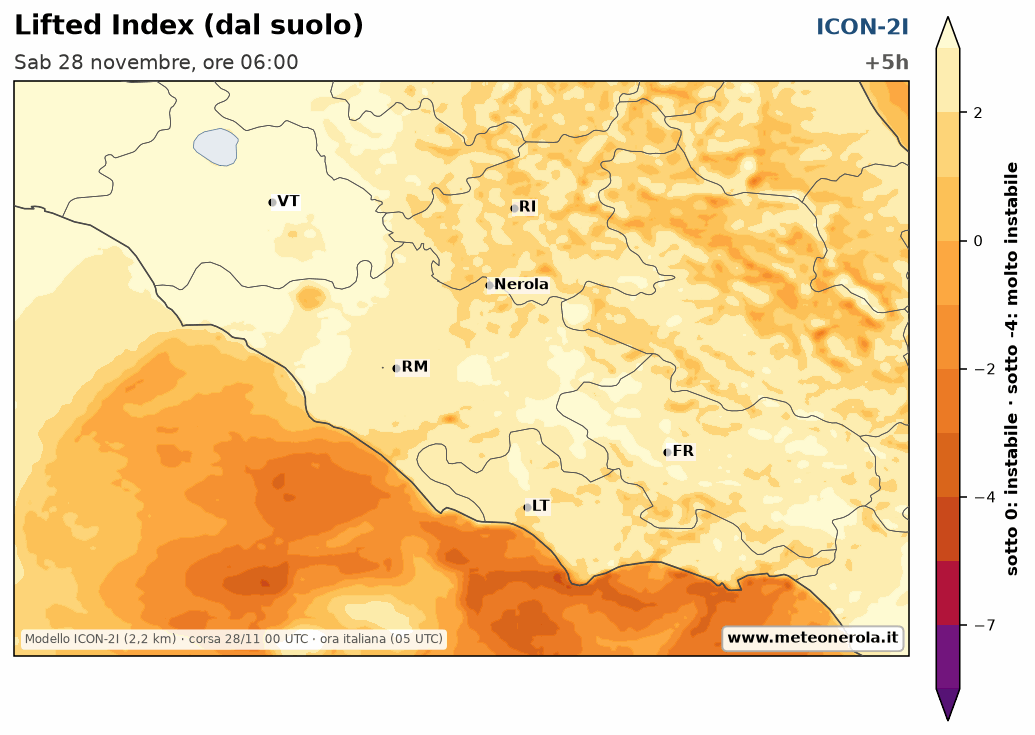 Lifted Index (dal suolo)
ICON-2I
Sab 28 novembre, ore 06:00
+5h
VT
RI
Nerola
RM
FR
LT
2
0
−2
−4
−7
sotto 0: instabile · sotto -4: molto instabile
Modello ICON-2I (2,2 km) · corsa 28/11 00 UTC · ora italiana (05 UTC)
www.meteonerola.it